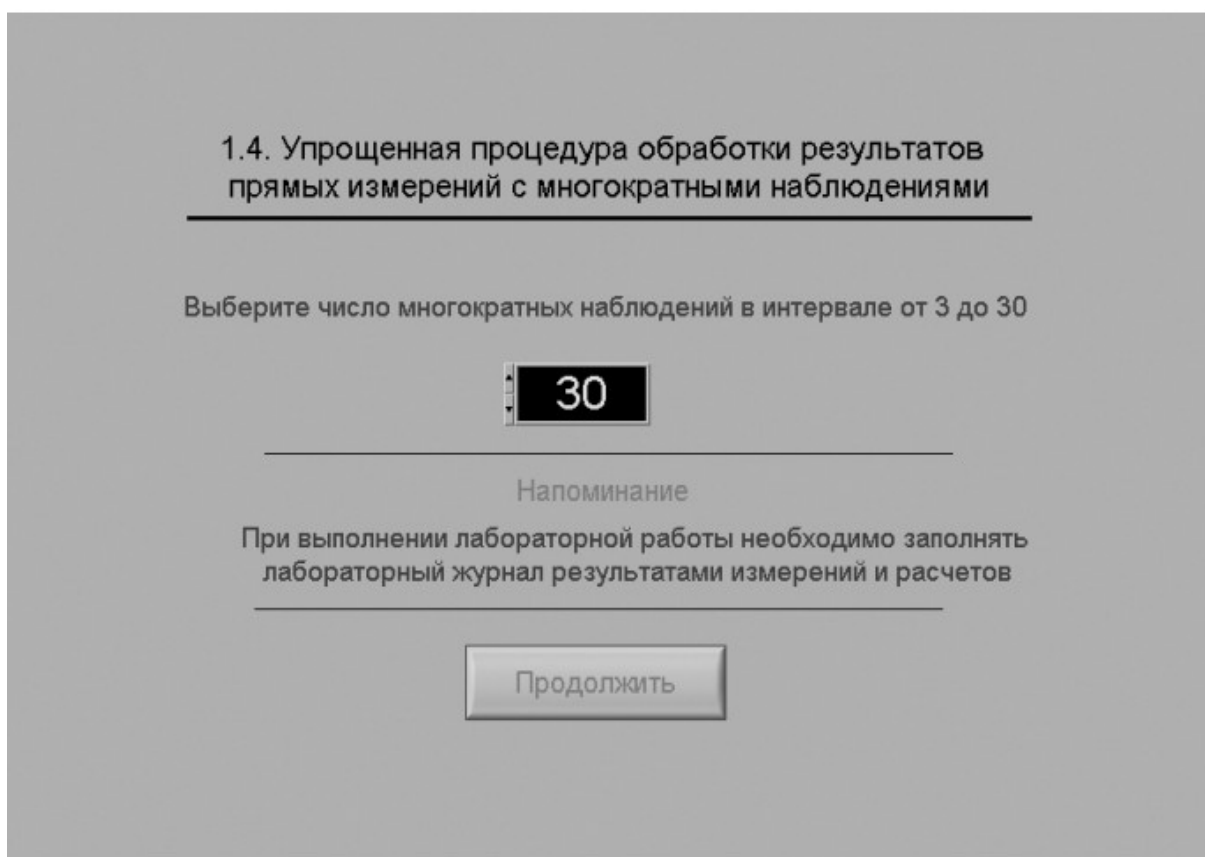 1.4. Упрощенная процедура обработки результатов
прямых измерений с многократными наблюдениями
Выберите число многократных наблюдений в интервале от 3 до 30
30
Напоминание
При выполнении лабораторной работы необходимо заполнять
лабораторный журнал результатами измерений и расчетов
Продолжить